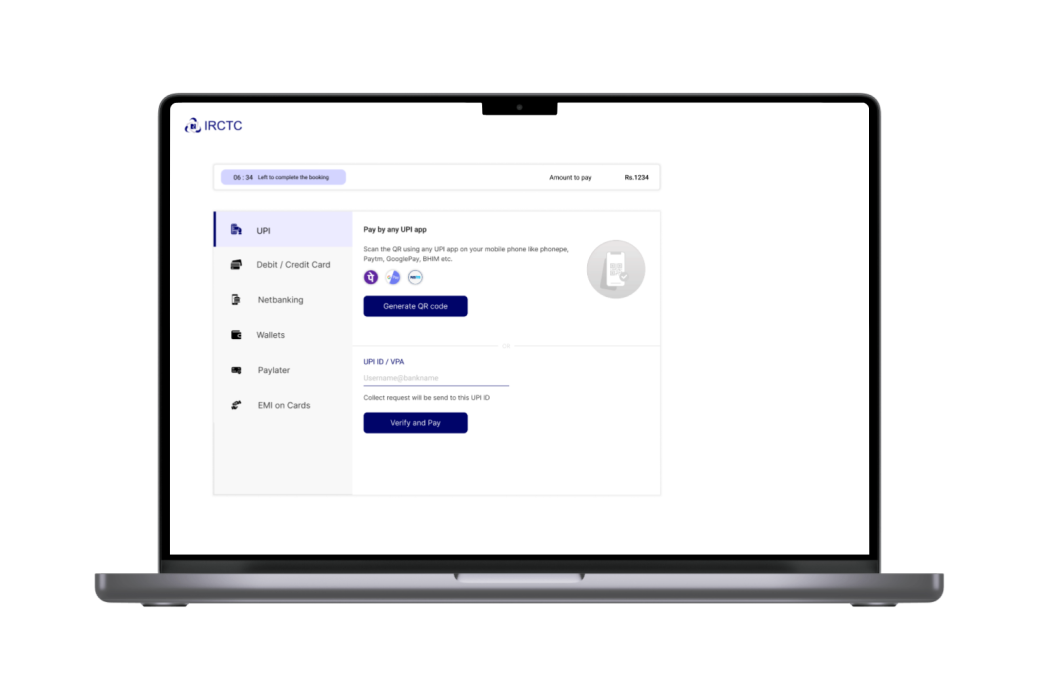 IRCTC
06 : 34 Left to complete the booking
Amount to pay
Rs.1234
UPI
Debit / Credit Card
Netbanking
Wallets
Paylater
EMI on Cards
Pay by any UPI app
Scan the QR using any UPI app on your mobile phone like phonepe,
Paytm, GooglePay, BHIM etc.
Generate QR code
OR
UPI ID / VPA
Username@bankname
Collect request will be send to this UPI ID
Verify and Pay